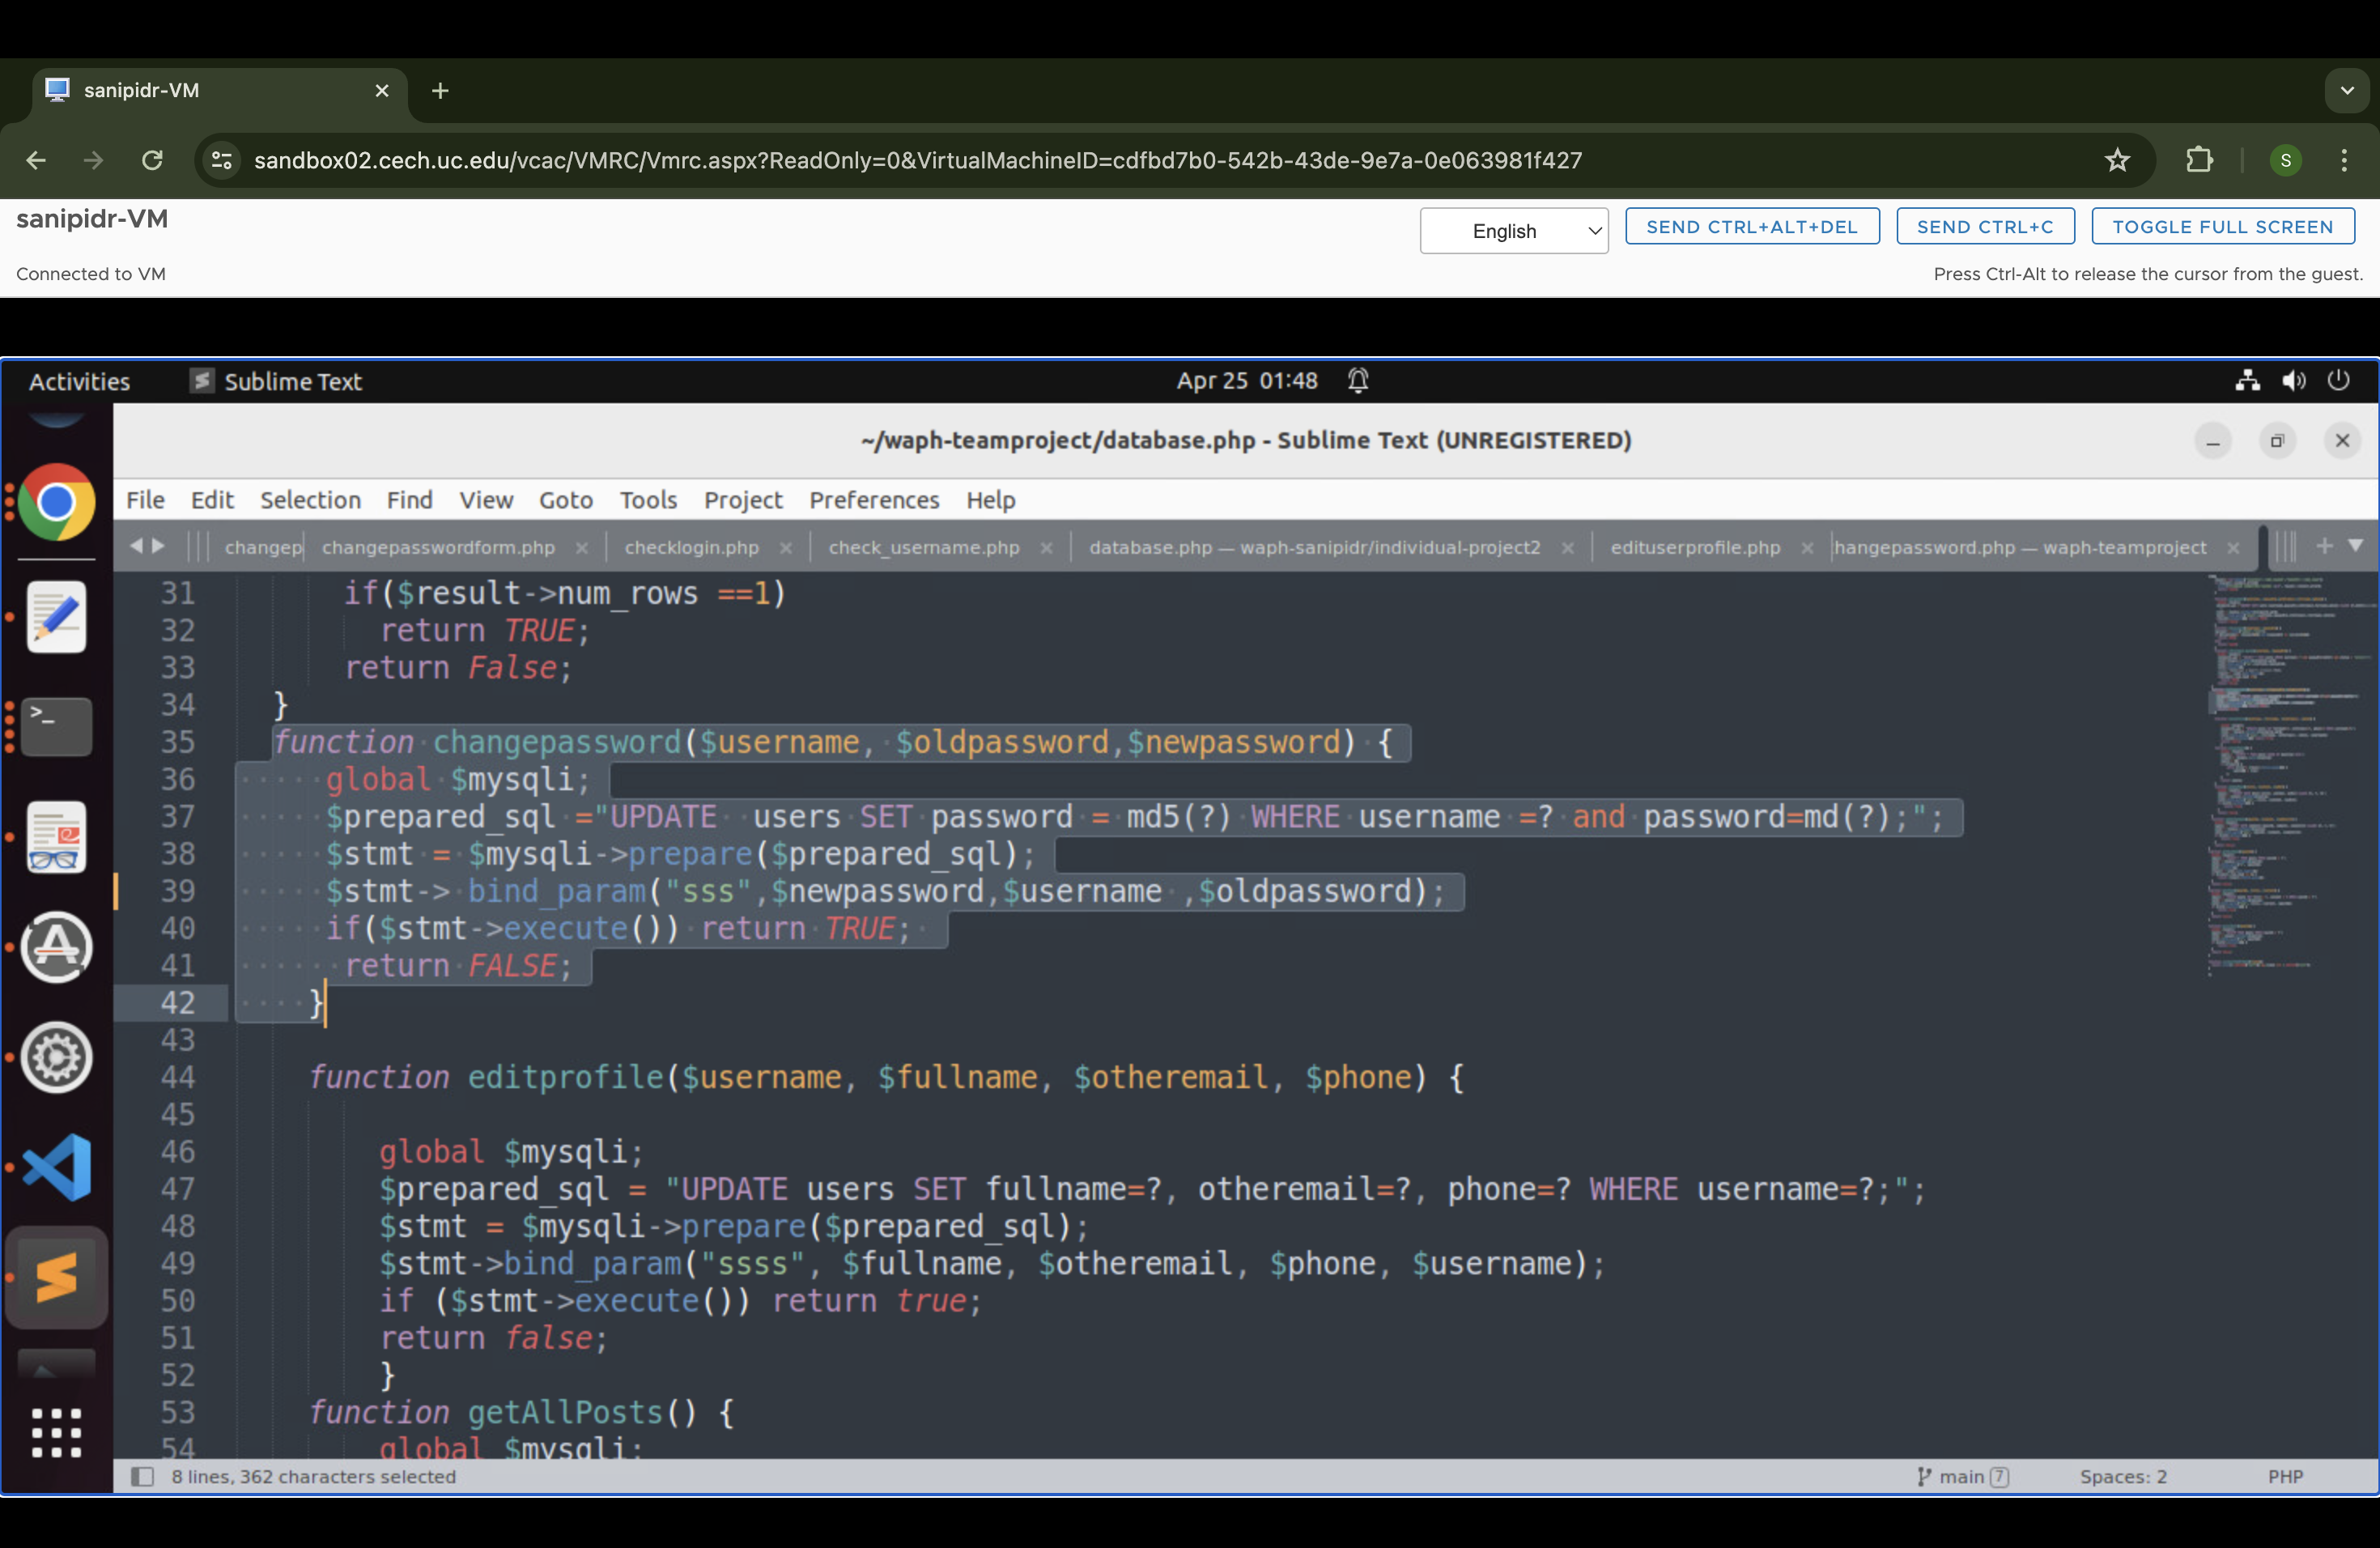 sanipidr-VM
sandbox02.cech.uc.edu/vcac/VMRC/Vmrc.aspx?ReadOnly=0&VirtualMachineID=cdfbd7b0-542b-43de-9e7a-0e063981f427
S
sanipidr-VM
English
SEND CTRL+ALT+DEL
SEND CTRL+C
TOGGLE FULL SCREEN
Connected to VM
Press Ctrl-Alt to release the cursor from the guest.
Activities
Sublime Text
Apr 25 01:48
~/waph-teamproject/database.php - Sublime Text (UNREGISTERED)
File Edit Selection Find View Goto Tools Project Preferences Help
changep
changepasswordform.php
checklogin.php
check_username.php
database.php — waph-sanipidr/individual-project2
edituserprofile.php
hangepassword.php — waph-teamproject
31 if($result->num_rows ==1)
32 return TRUE;
33 return False;
34 }
35 function changepassword($username, $oldpassword,$newpassword) {
36 global $mysqli;
37 $prepared_sql ="UPDATE  users SET password = md5(?) WHERE username =? and password=md(?);";
38 $stmt = $mysqli->prepare($prepared_sql);
39 $stmt-> bind_param("sss",$newpassword,$username ,$oldpassword);
40 if($stmt->execute()) return TRUE;
41 return FALSE;
42 }
43
44 function editprofile($username, $fullname, $otheremail, $phone) {
45
46 global $mysqli;
47 $prepared_sql = "UPDATE users SET fullname=?, otheremail=?, phone=? WHERE username=?;";
48 $stmt = $mysqli->prepare($prepared_sql);
49 $stmt->bind_param("ssss", $fullname, $otheremail, $phone, $username);
50 if ($stmt->execute()) return true;
51 return false;
52 }
53 function getAllPosts() {
54 global $mysqli;
8 lines, 362 characters selected
main 7
Spaces: 2
PHP